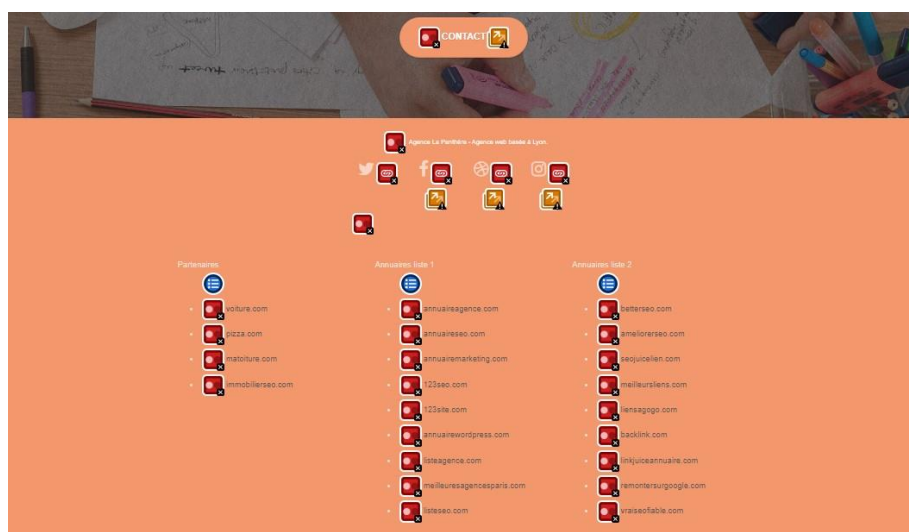 CONTACT
Agence La Panthère - Agence web basée à Lyon.
Partenaires
voiture.com
pizza.com
matoiture.com
immobilierseo.com
Annuaires liste 1
annuaireagence.com
annuaireseo.com
annuairemarketing.com
123seo.com
123site.com
annuairewordpress.com
listeagence.com
meilleuresagencesparis.com
listeseo.com
Annuaires liste 2
betterseo.com
ameliorerseo.com
seojuicelien.com
meilleursliens.com
liensagogo.com
backlink.com
linkjuiceannuaire.com
remontersurgoogle.com
vraiseofiable.com